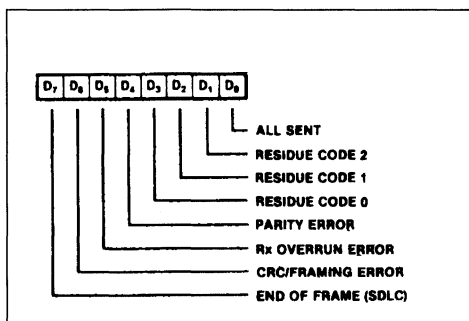 D7 D6 D5 D4 D3 D2 D1 D0
ALL SENT
RESIDUE CODE 2
RESIDUE CODE 1
RESIDUE CODE 0
PARITY ERROR
Rx OVERRUN ERROR
CRC/FRAMING ERROR
END OF FRAME (SDLC)